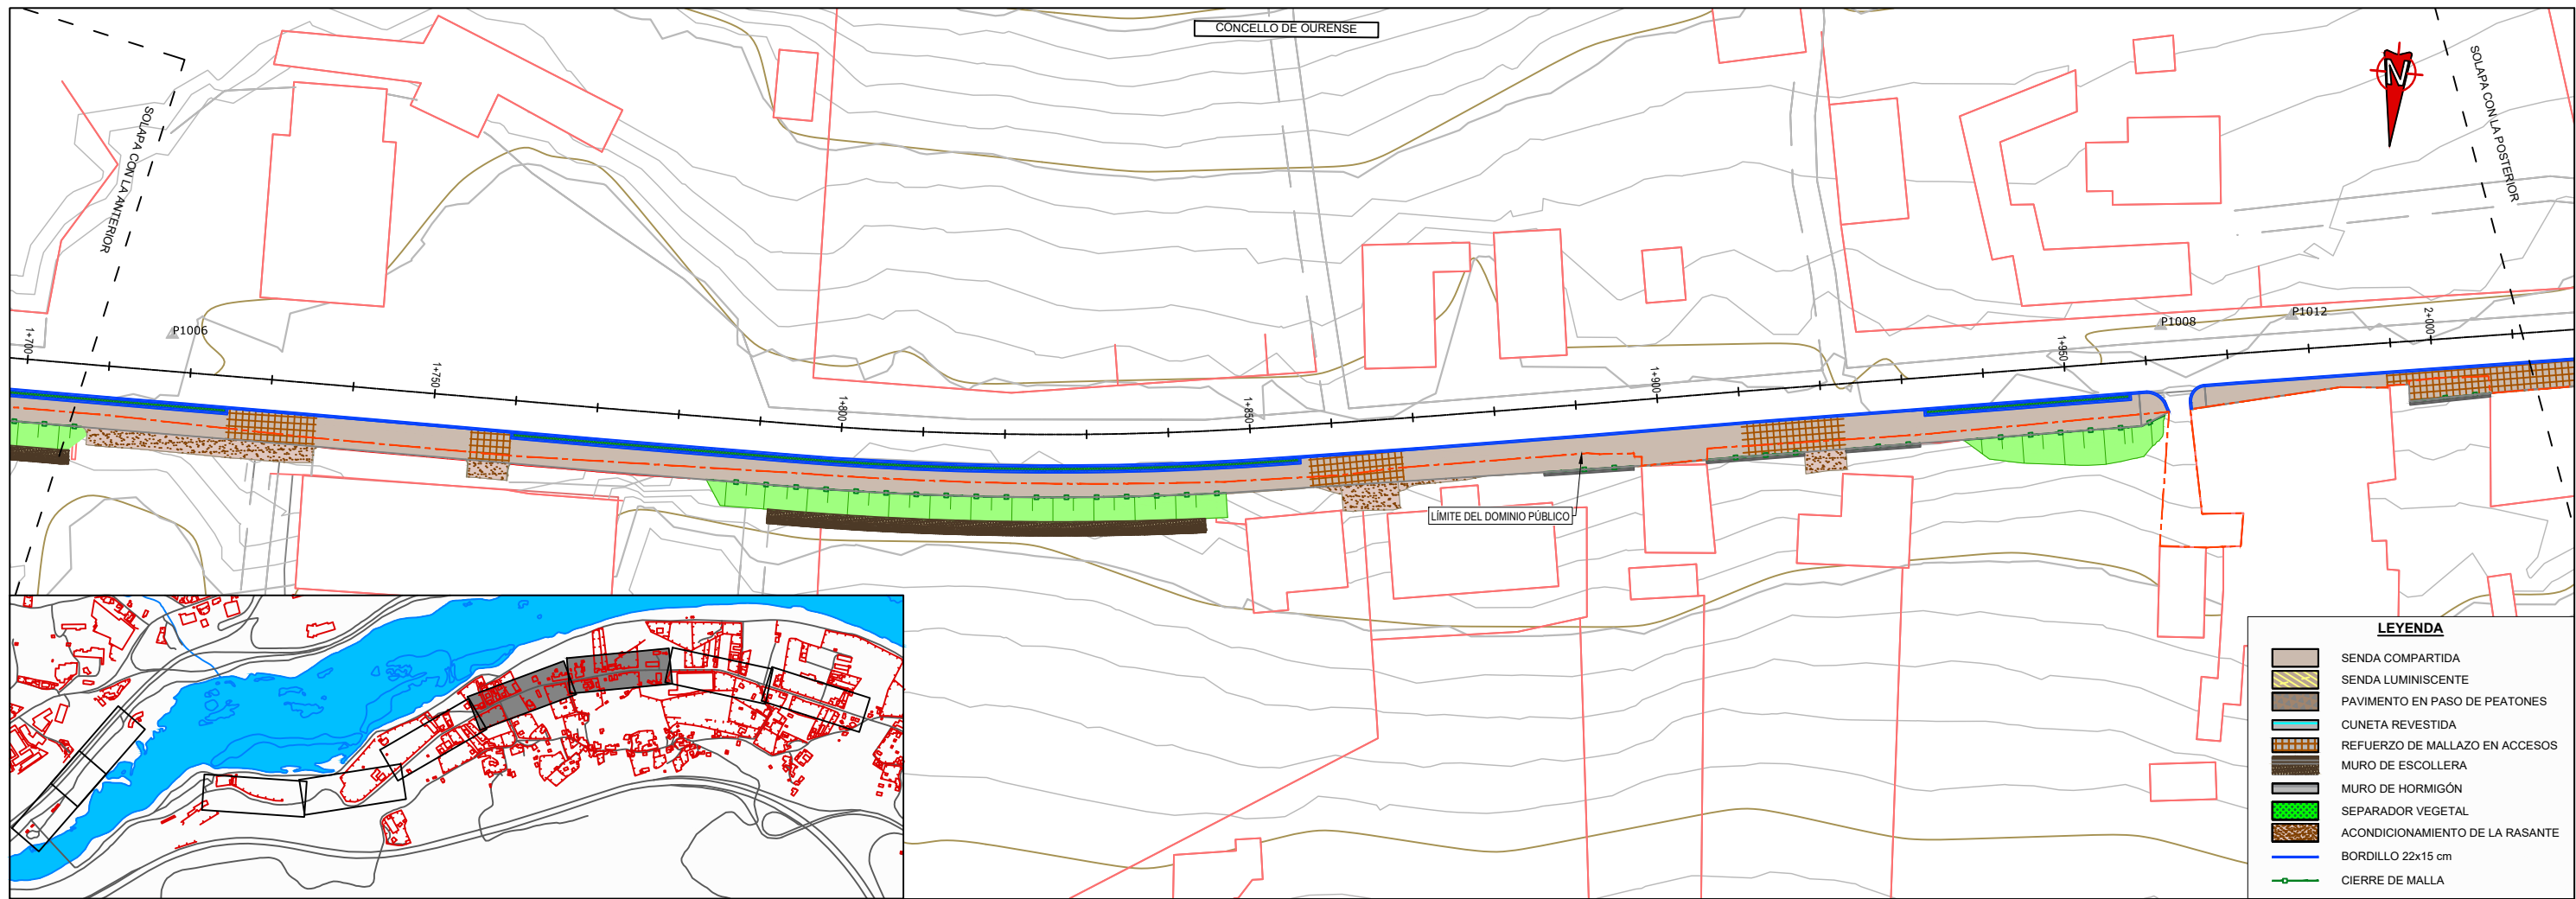 CONCELLO DE OURENSE
N
SOLAPA CON LA ANTERIOR
SOLAPA CON LA POSTERIOR
P1006
P1008
P1012
1+700
1+750
1+800
1+850
1+900
1+950
2+000
LÍMITE DEL DOMINIO PÚBLICO
LEYENDA
SENDA COMPARTIDA
SENDA LUMINISCENTE
PAVIMENTO EN PASO DE PEATONES
CUNETA REVESTIDA
REFUERZO DE MALLAZO EN ACCESOS
MURO DE ESCOLLERA
MURO DE HORMIGÓN
SEPARADOR VEGETAL
ACONDICIONAMIENTO DE LA RASANTE
BORDILLO 22x15 cm
CIERRE DE MALLA